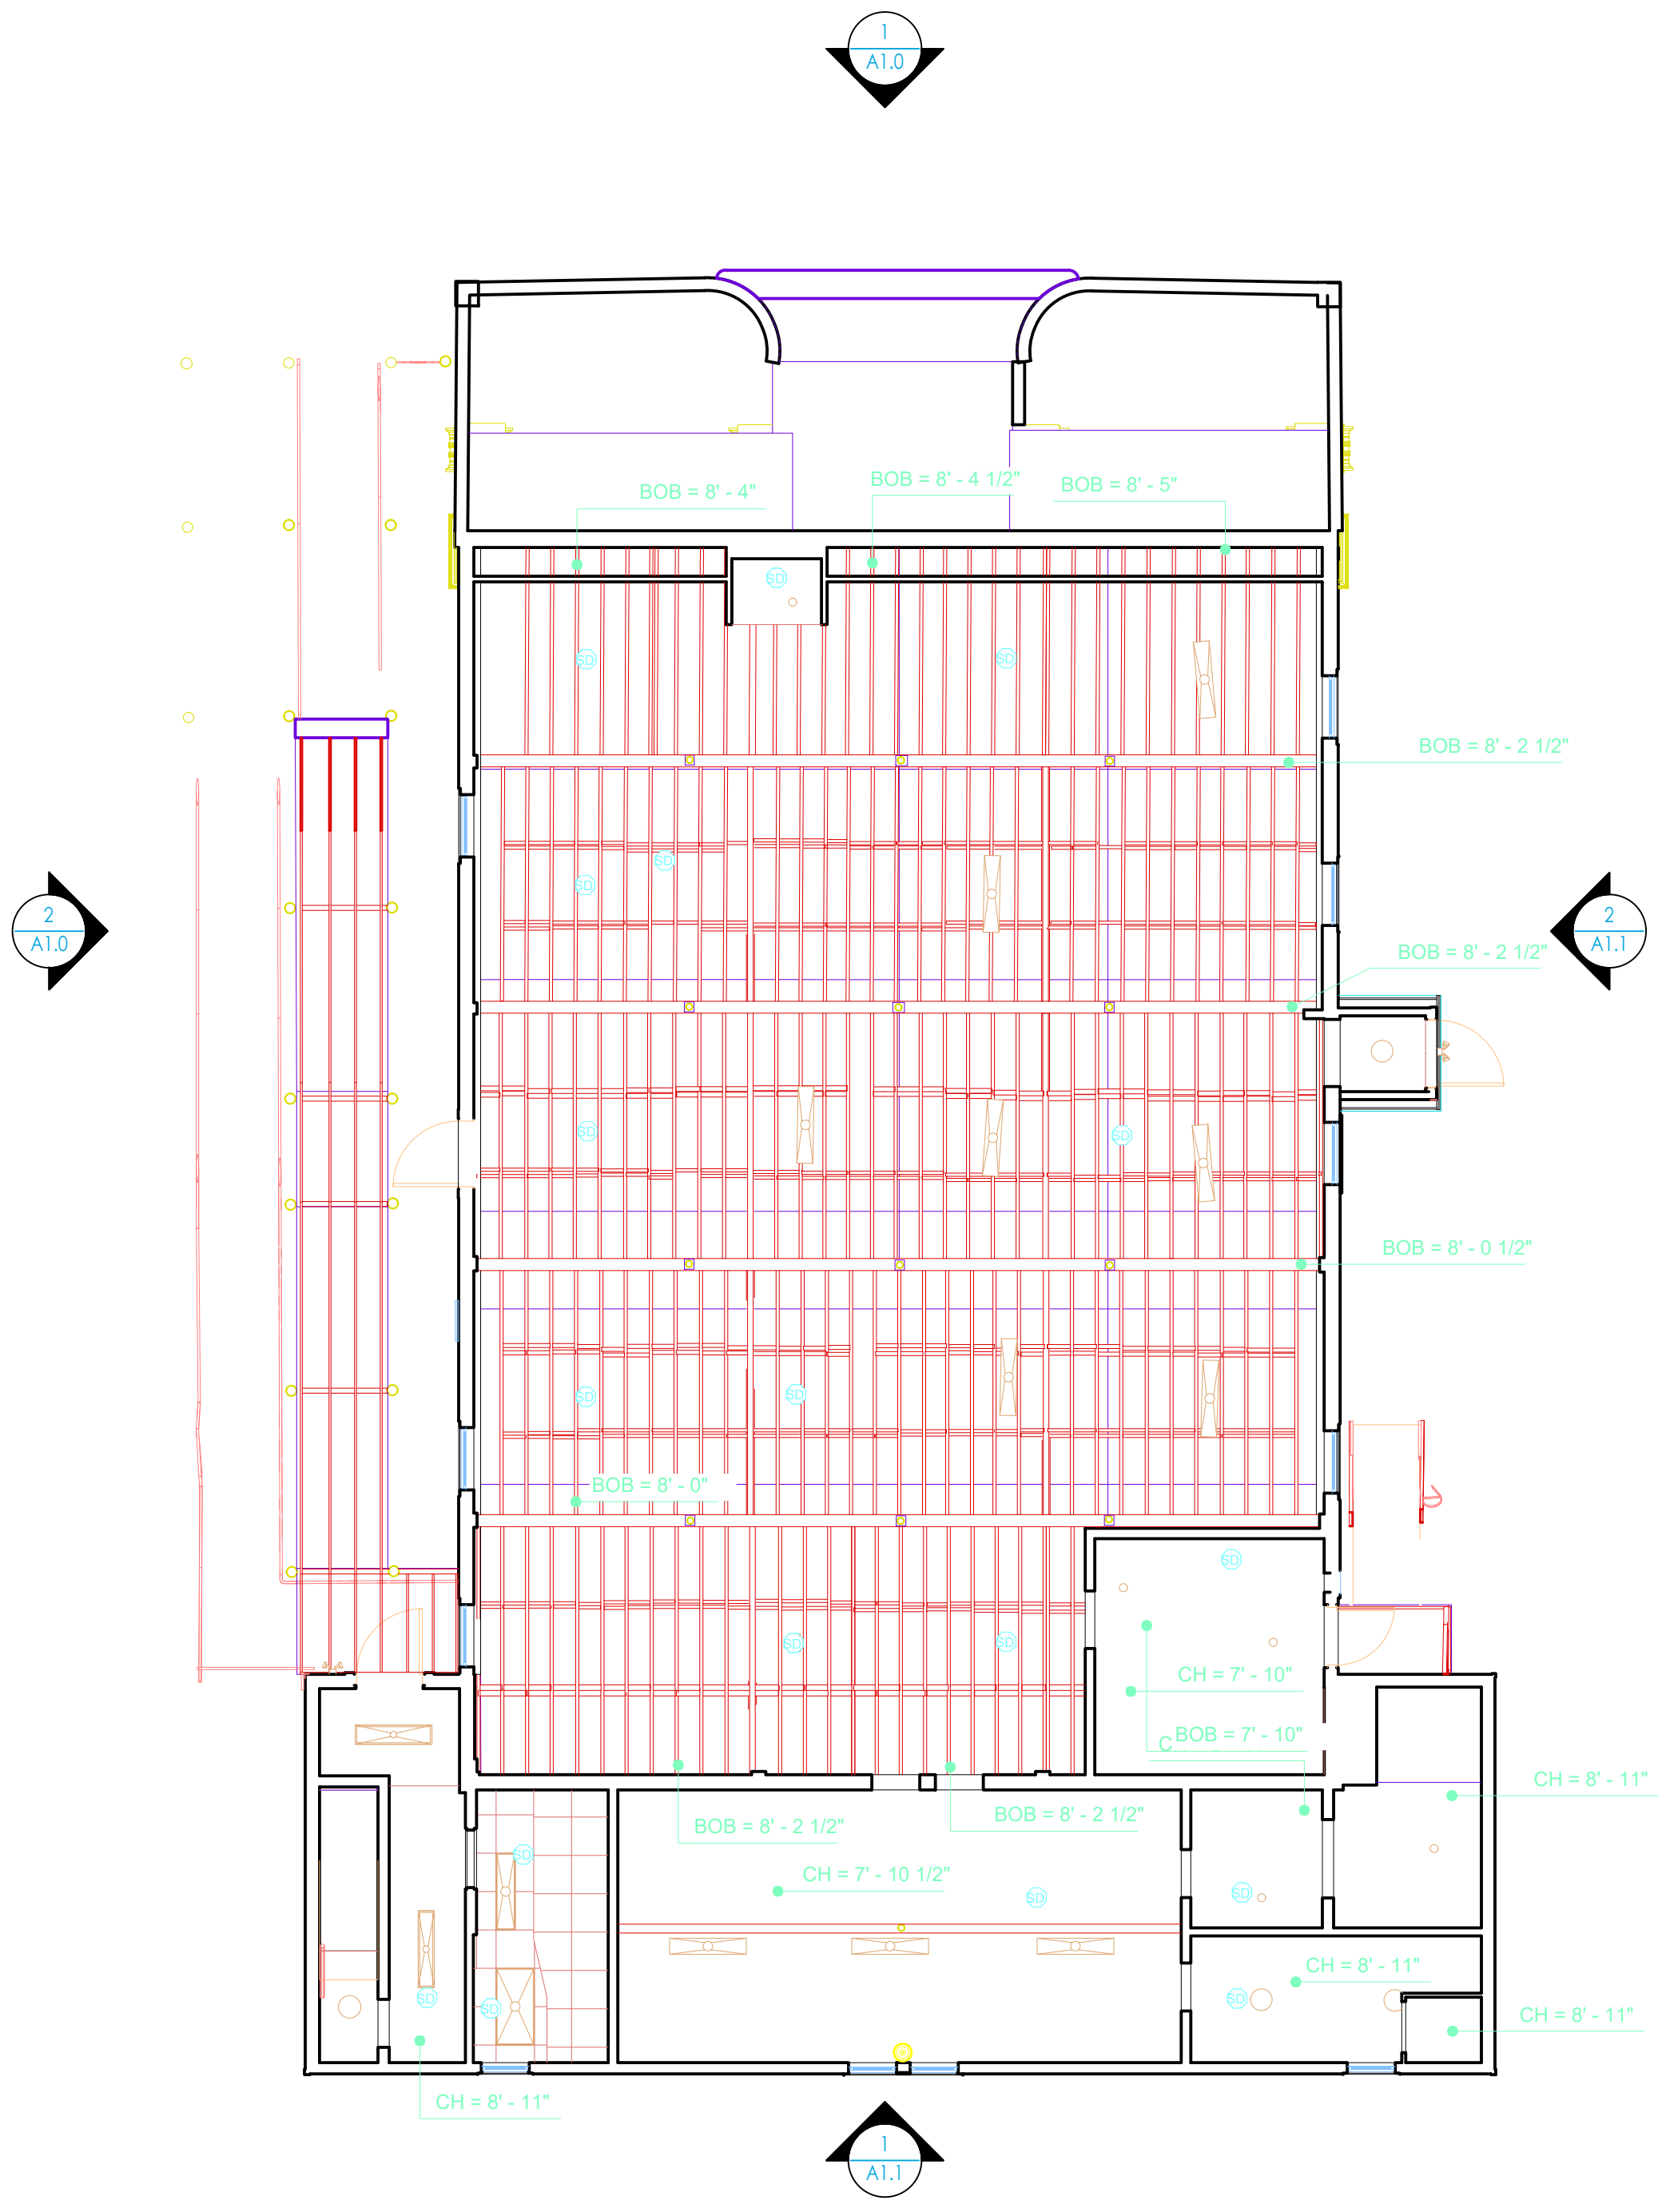 1
A1.0
BOB = 8' - 4"
BOB = 8' - 4 1/2"
BOB = 8' - 5"
SD
SD
SD
BOB = 8' - 2 1/2"
SD
SD
2
A1.0
2
A1.1
BOB = 8' - 2 1/2"
SD
SD
BOB = 8' - 0 1/2"
SD
SD
BOB = 8' - 0"
SD
SD
SD
CH = 7' - 10"
BOB = 7' - 10"
C
CH = 8' - 11"
BOB = 8' - 2 1/2"
BOB = 8' - 2 1/2"
SD
CH = 7' - 10 1/2"
SD
SD
CH = 8' - 11"
SD
SD
SD
CH = 8' - 11"
CH = 8' - 11"
1
A1.1